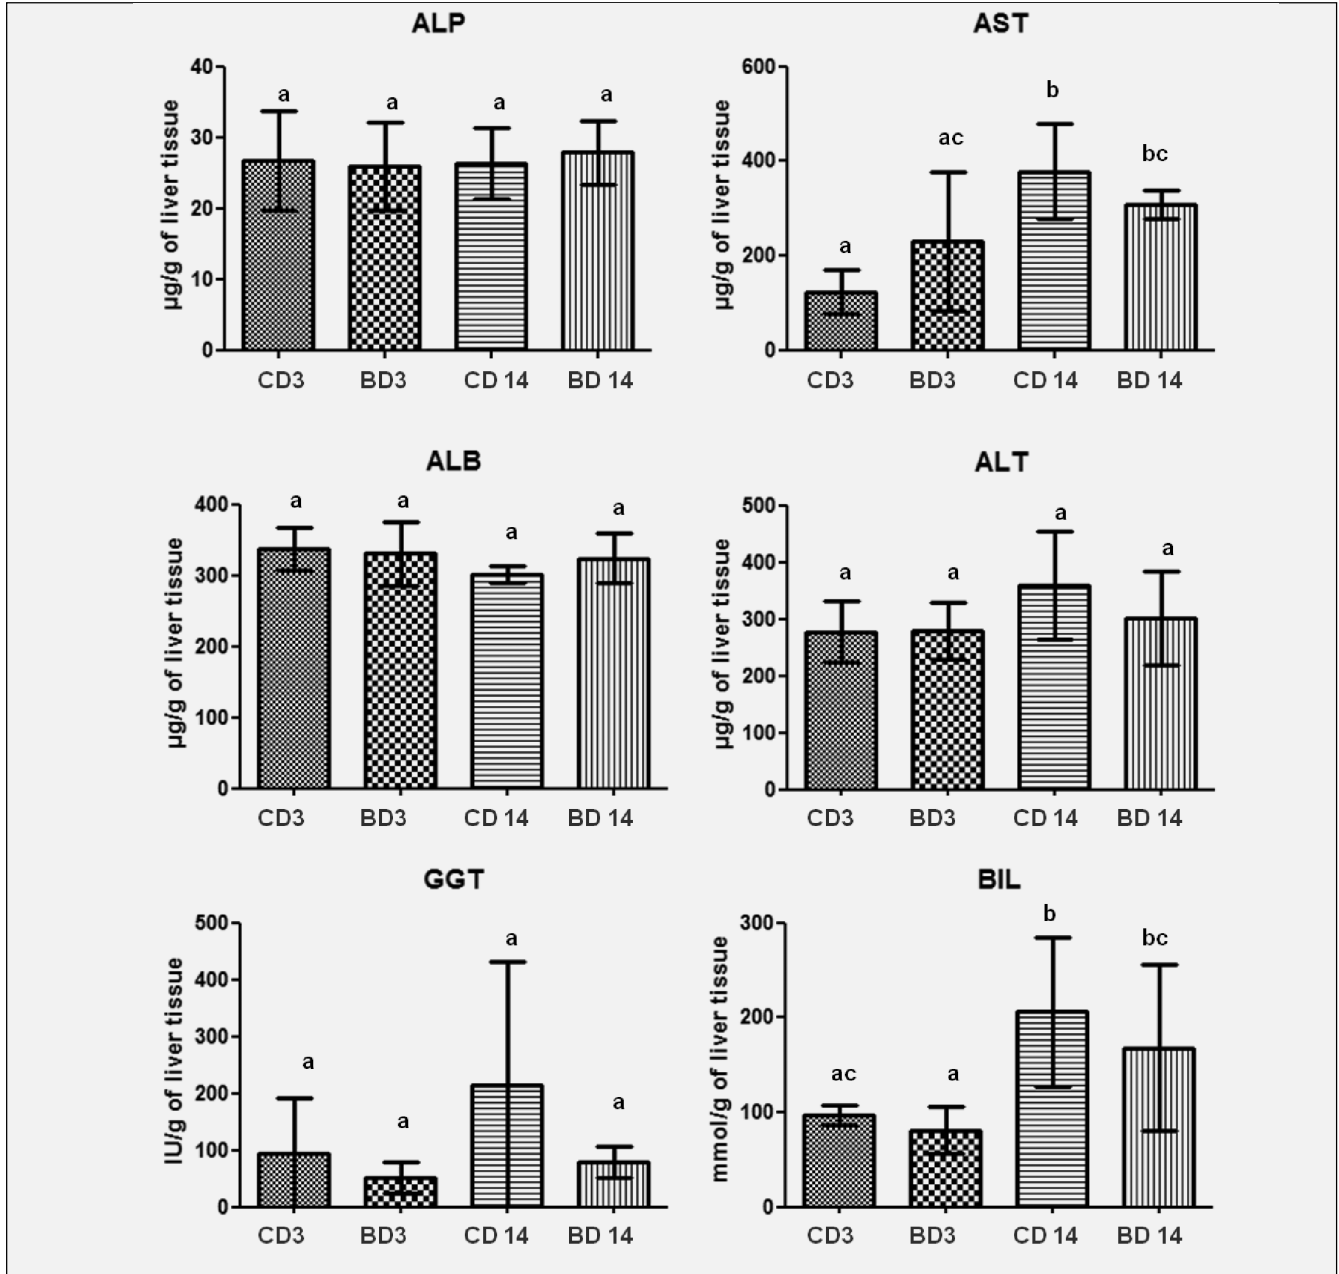 ALP
µg/g of liver tissue
40
30
20
10
0
a a a a
CD3 BD3 CD 14 BD 14
AST
µg/g of liver tissue
600
400
200
0
a ac b bc
CD3 BD3 CD 14 BD 14
ALB
µg/g of liver tissue
400
300
200
100
0
a a a a
CD3 BD3 CD 14 BD 14
ALT
µg/g of liver tissue
500
400
300
200
100
0
a a a a
CD3 BD3 CD 14 BD 14
GGT
IU/g of liver tissue
500
400
300
200
100
0
a a a a
CD3 BD3 CD 14 BD 14
BIL
mmol/g of liver tissue
300
200
100
0
ac a b bc
CD3 BD3 CD 14 BD 14